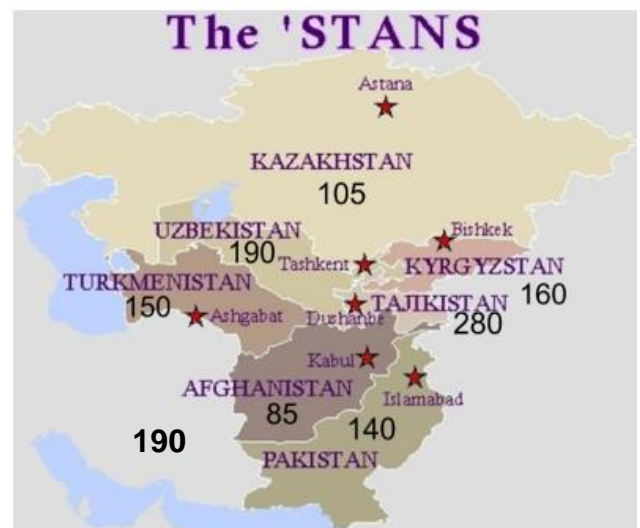 The 'STANS
Astana
KAZAKHSTAN
105
UZBEKISTAN
190
Bishkek
Tashkent
KYRGYZSTAN
160
TURKMENISTAN
150
Ashgabat
TAJIKISTAN
280
Dushanbe
Kabul
AFGHANISTAN
85
Islamabad
140
190
PAKISTAN